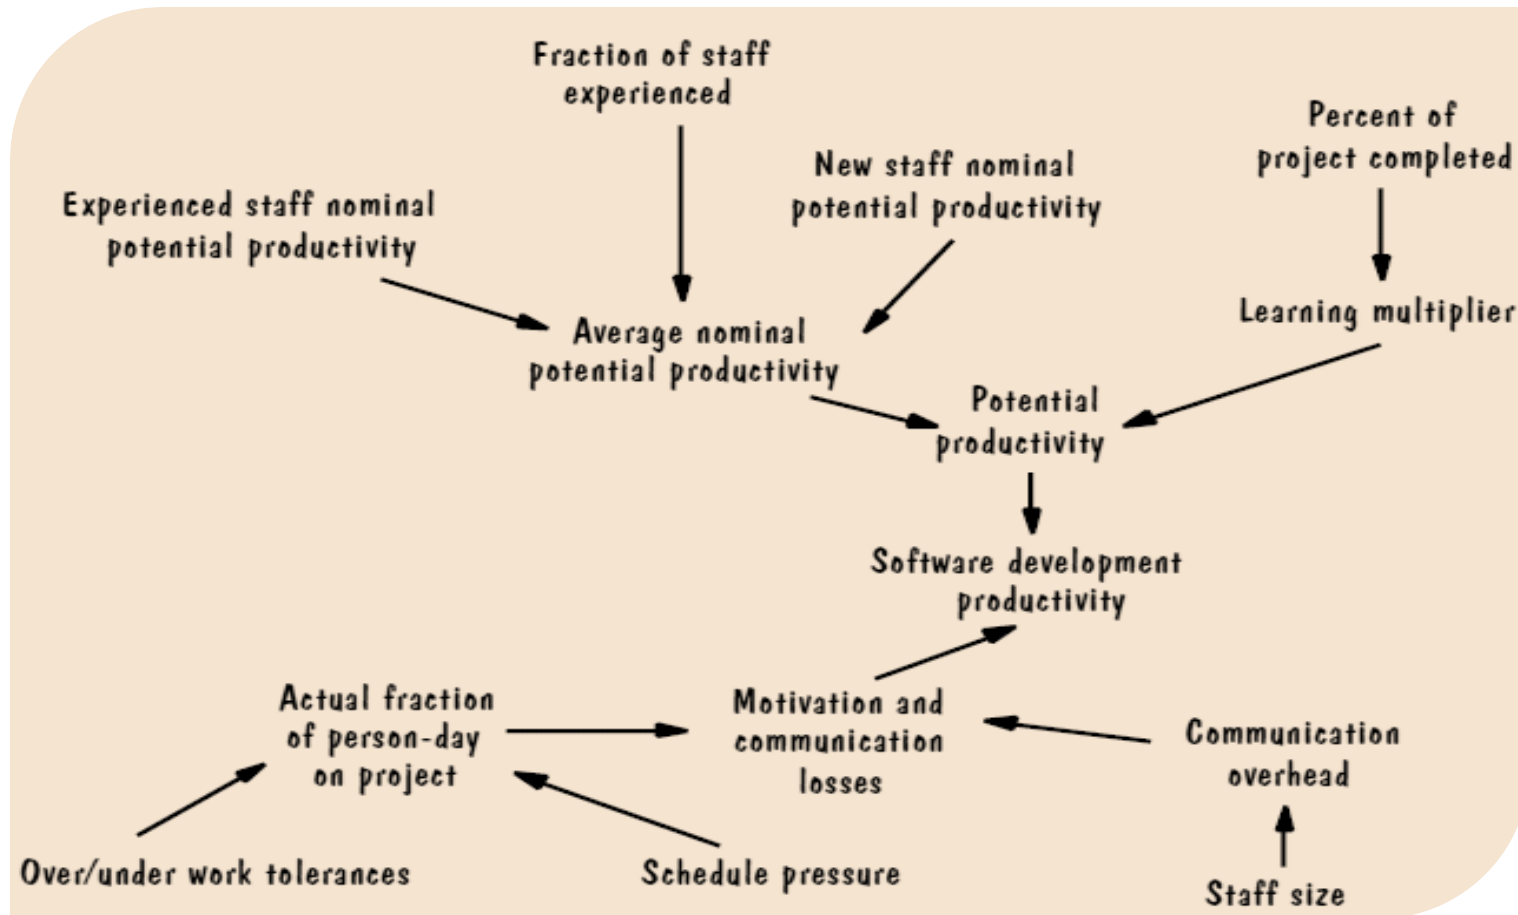 Fraction of staff
experienced
Percent of
project completed
New staff nominal
potential productivity
Experienced staff nominal
potential productivity
Learning multiplier
Average nominal
potential productivity
Potential
productivity
Software development
productivity
Actual fraction
of person-day
on project
Motivation and
communication
losses
Communication
overhead
Over/under work tolerances
Schedule pressure
Staff size